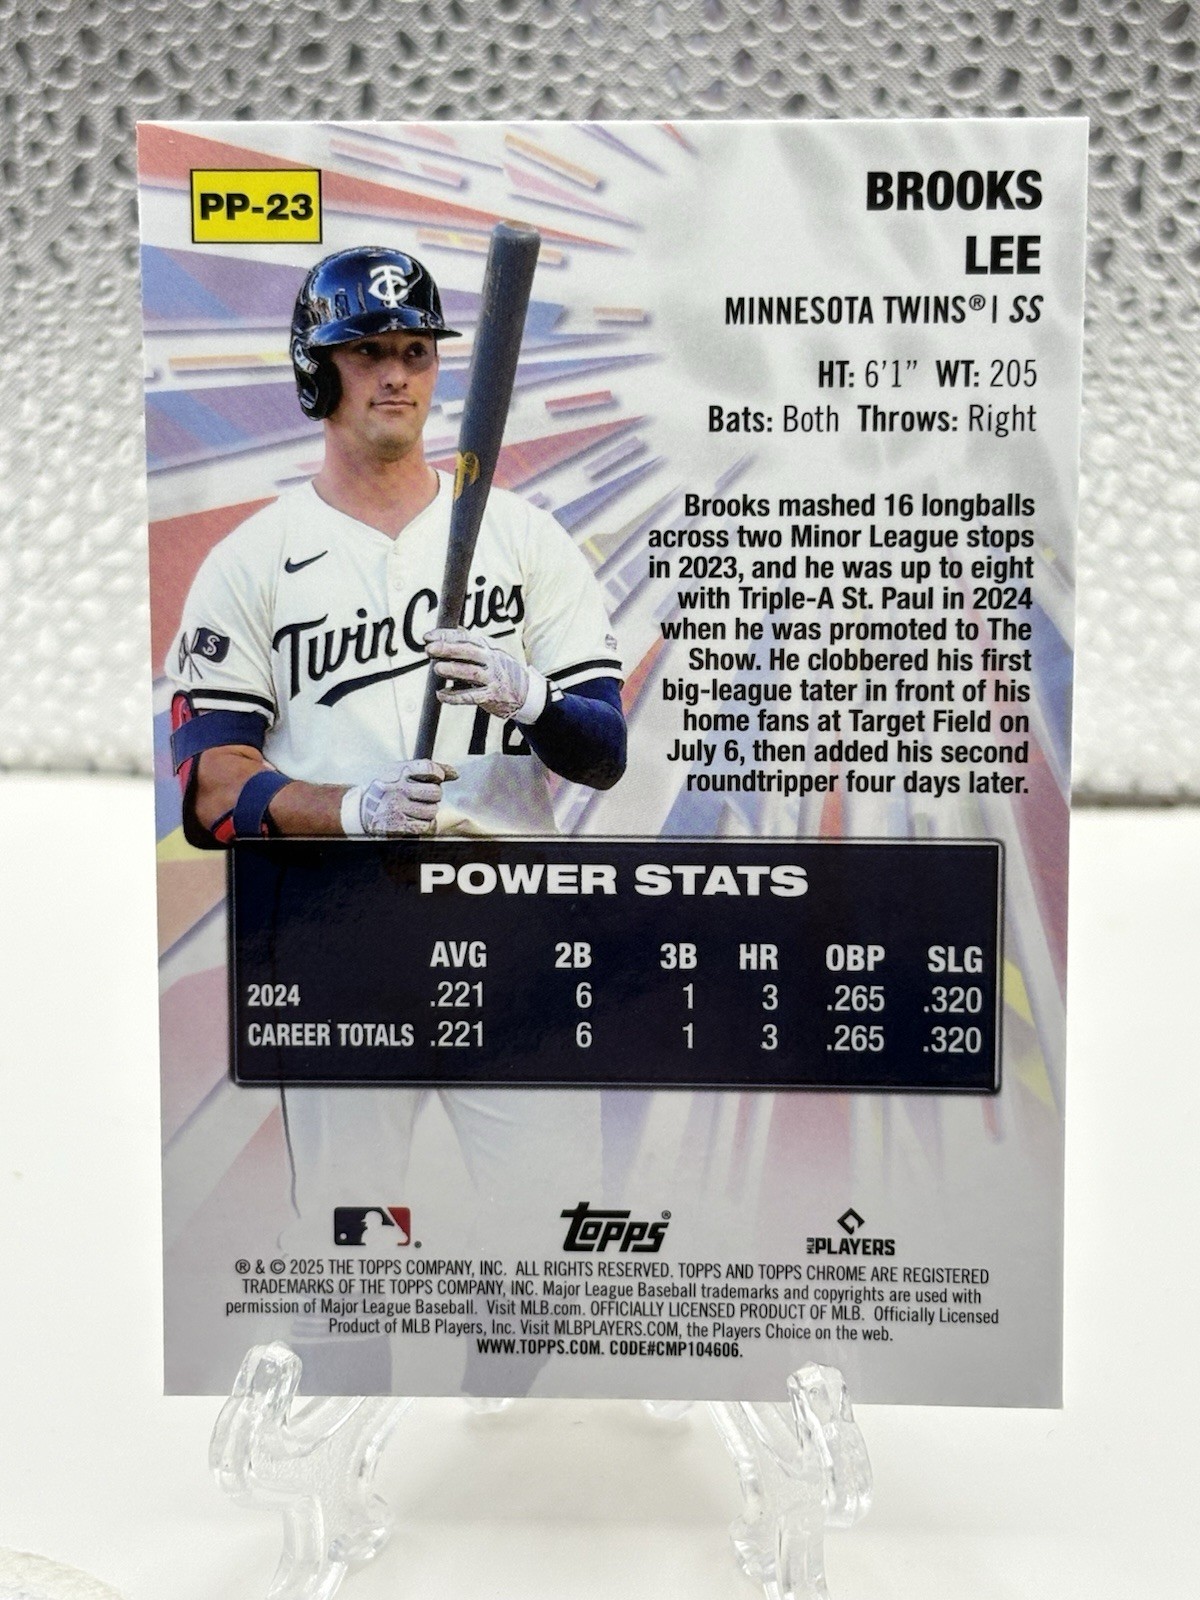 PP-23
BROOKS
LEE
MINNESOTA TWINS® | SS
HT: 6'1" WT: 205
Bats: Both Throws: Right
Brooks mashed 16 longballs
across two Minor League stops
in 2023, and he was up to eight
with Triple-A St. Paul in 2024
when he was promoted to The
Show. He clobbered his first
big-league tater in front of his
home fans at Target Field on
July 6, then added his second
roundtripper four days later.
TC
Twin Cities
S
POWER STATS
AVG 2B 3B HR OBP SLG
2024 .221 6 1 3 .265 .320
CAREER TOTALS .221 6 1 3 .265 .320
topps®
MLB PLAYERS
® & © 2025 THE TOPPS COMPANY, INC. ALL RIGHTS RESERVED. TOPPS AND TOPPS CHROME ARE REGISTERED
TRADEMARKS OF THE TOPPS COMPANY, INC. Major League Baseball trademarks and copyrights are used with
permission of Major League Baseball. Visit MLB.com. OFFICIALLY LICENSED PRODUCT OF MLB. Officially Licensed
Product of MLB Players, Inc. Visit MLBPLAYERS.COM, the Players Choice on the web.
WWW.TOPPS.COM. CODE#CMP104606.